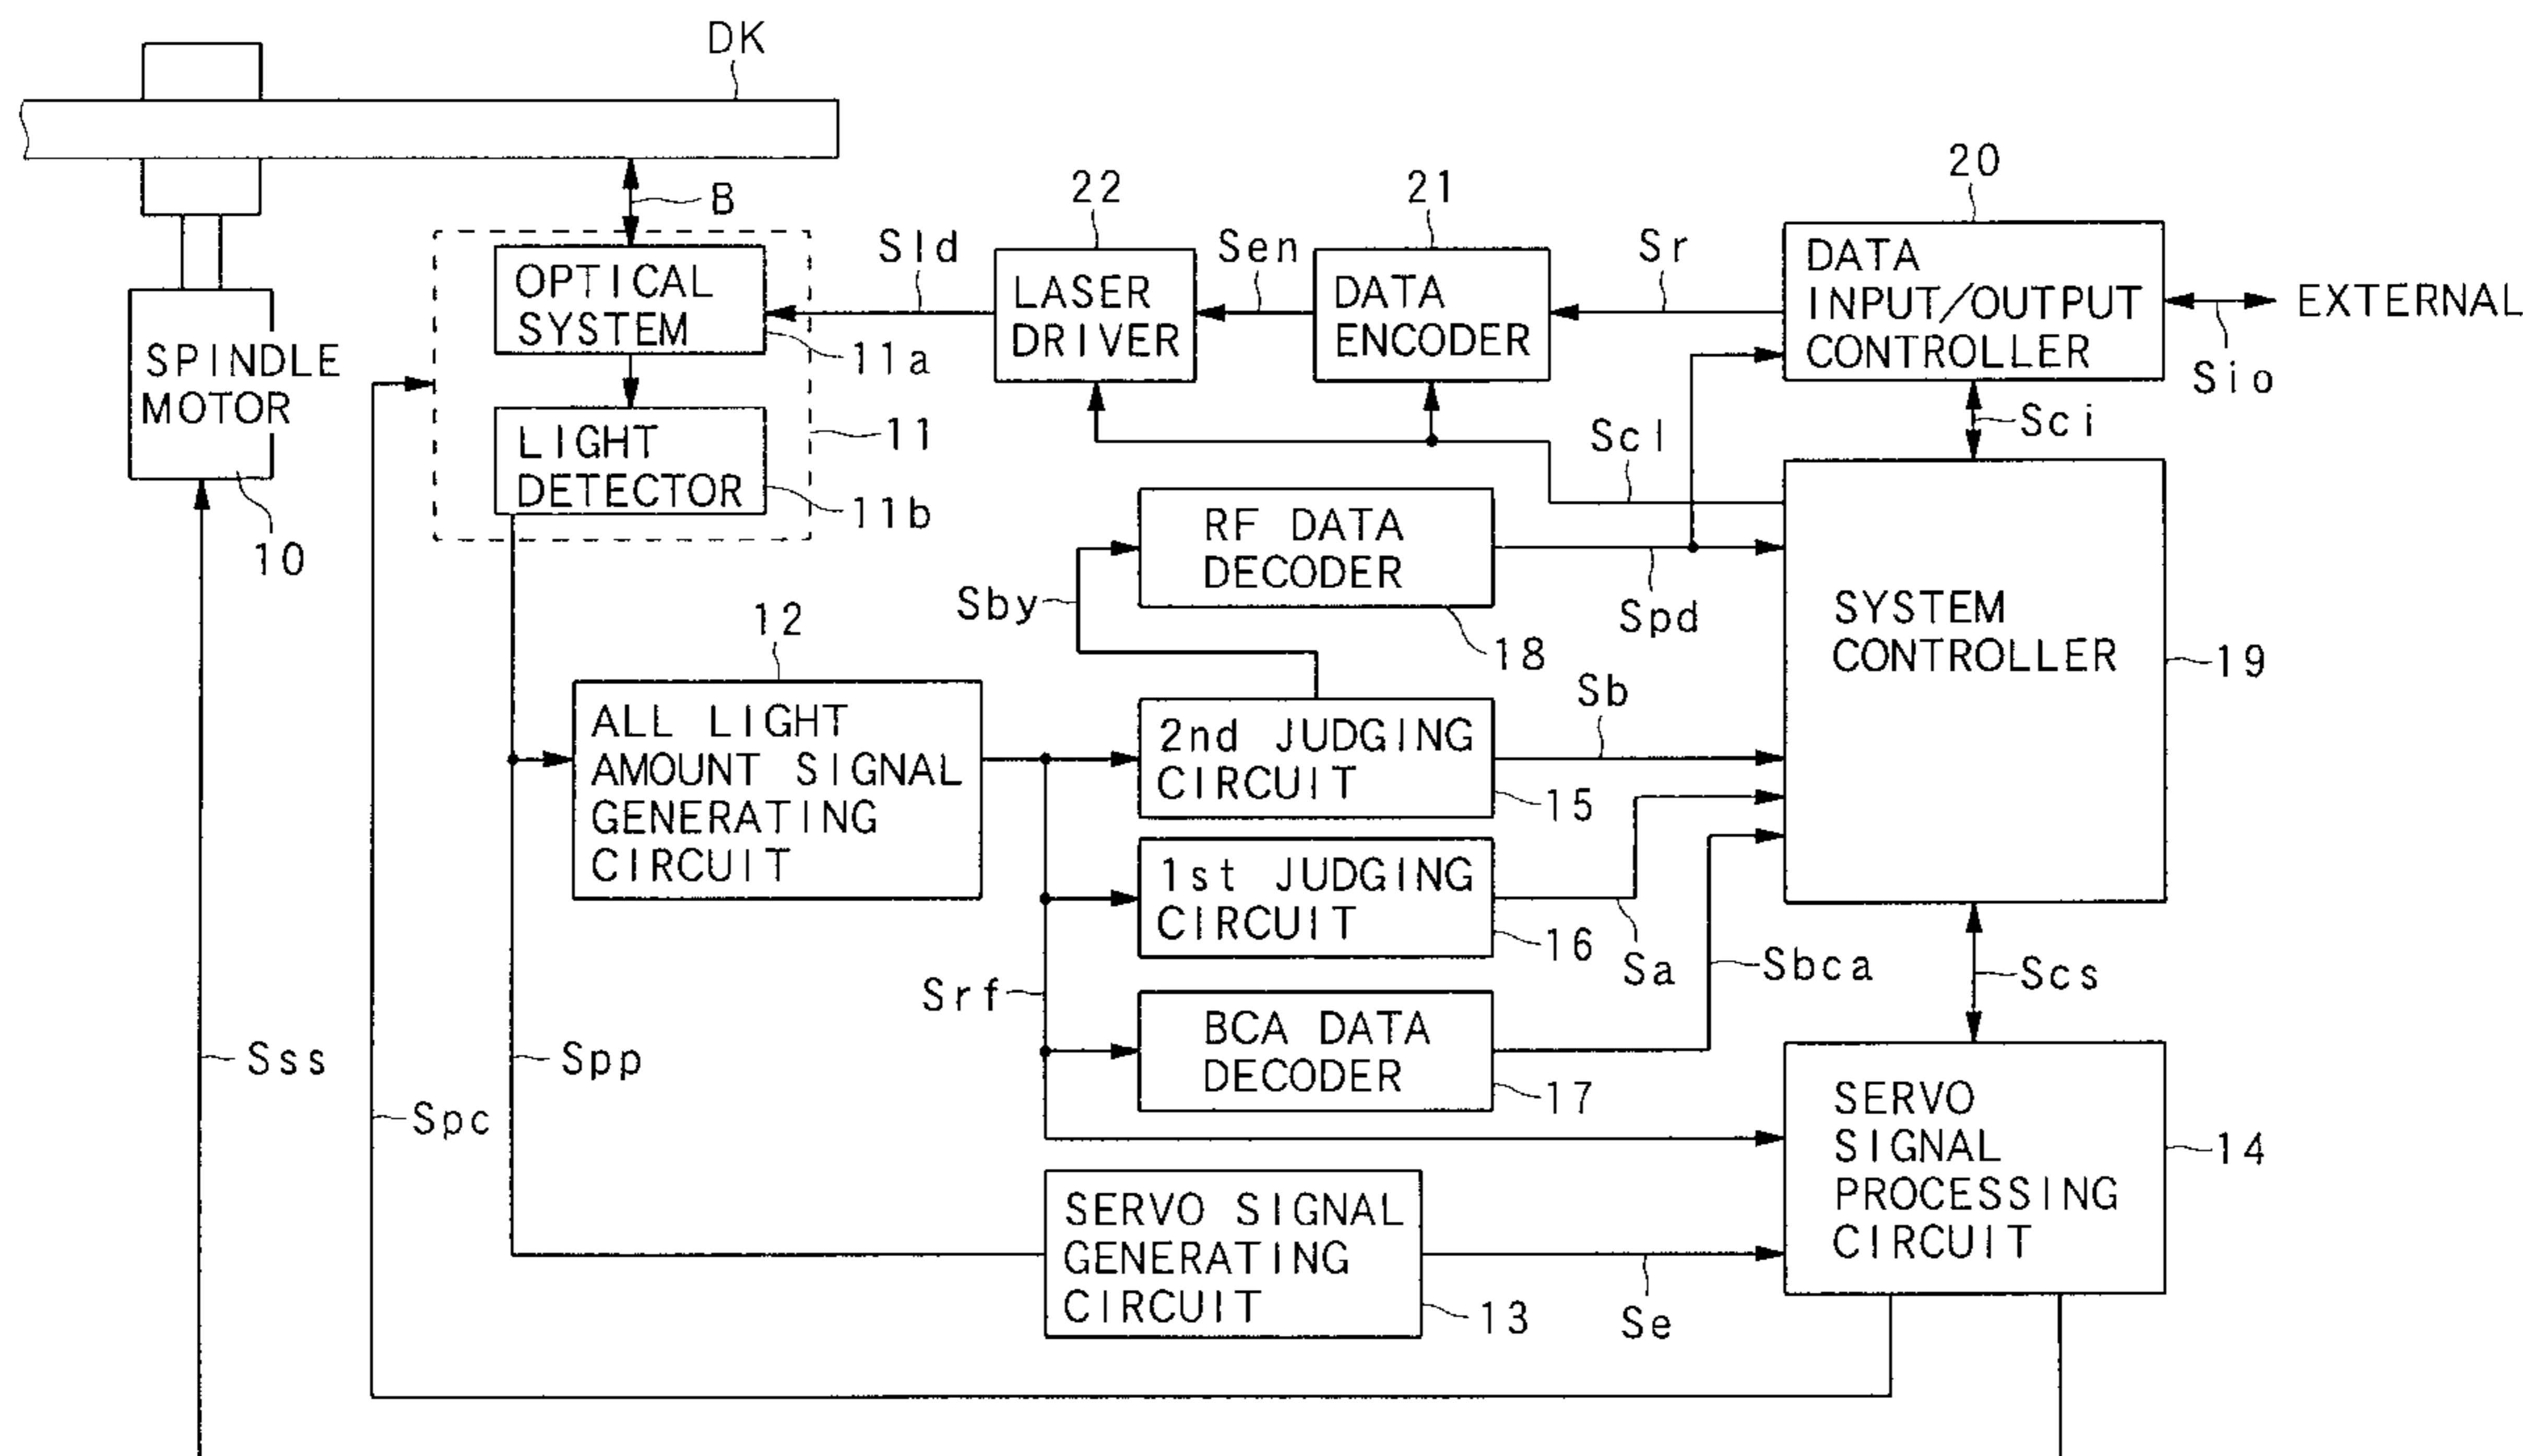 DK
B
20
22
21
Sld
Sen
Sr
OPTICAL
SYSTEM
LASER
DRIVER
DATA
ENCODER
DATA
INPUT/OUTPUT
CONTROLLER
EXTERNAL
SPINDLE
MOTOR
11a
Sio
LIGHT
DETECTOR
11
Scl
Sci
11b
10
RF DATA
DECODER
Sby
Spd
18
SYSTEM
CONTROLLER
19
12
ALL LIGHT
AMOUNT SIGNAL
GENERATING
CIRCUIT
2nd JUDGING
CIRCUIT
Sb
15
1st JUDGING
CIRCUIT
16
Sa
Sbca
Scs
Srf
BCA DATA
DECODER
17
Sss
Spp
Spc
SERVO
SIGNAL
PROCESSING
CIRCUIT
14
SERVO SIGNAL
GENERATING
CIRCUIT
13
Se